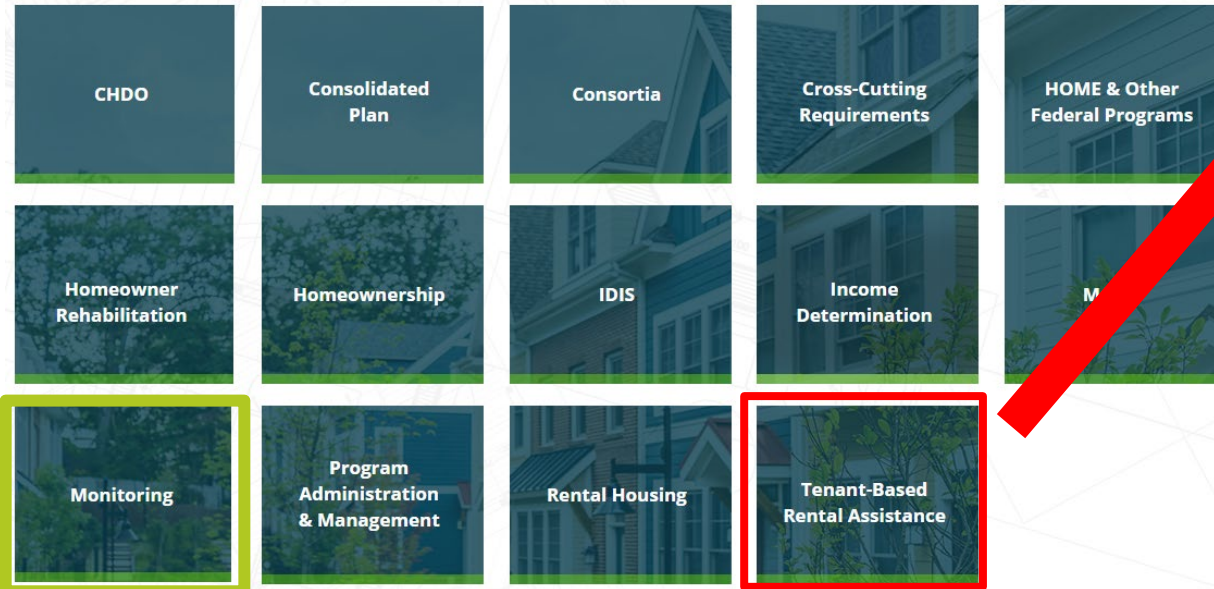 CHDO
Consolidated
Plan
Consortia
Cross-Cutting
Requirements
HOME & Other
Federal Programs
Homeowner
Rehabilitation
Homeownership
IDIS
Income
Determination
Monitoring
Program
Administration
& Management
Rental Housing
Tenant-Based
Rental Assistance